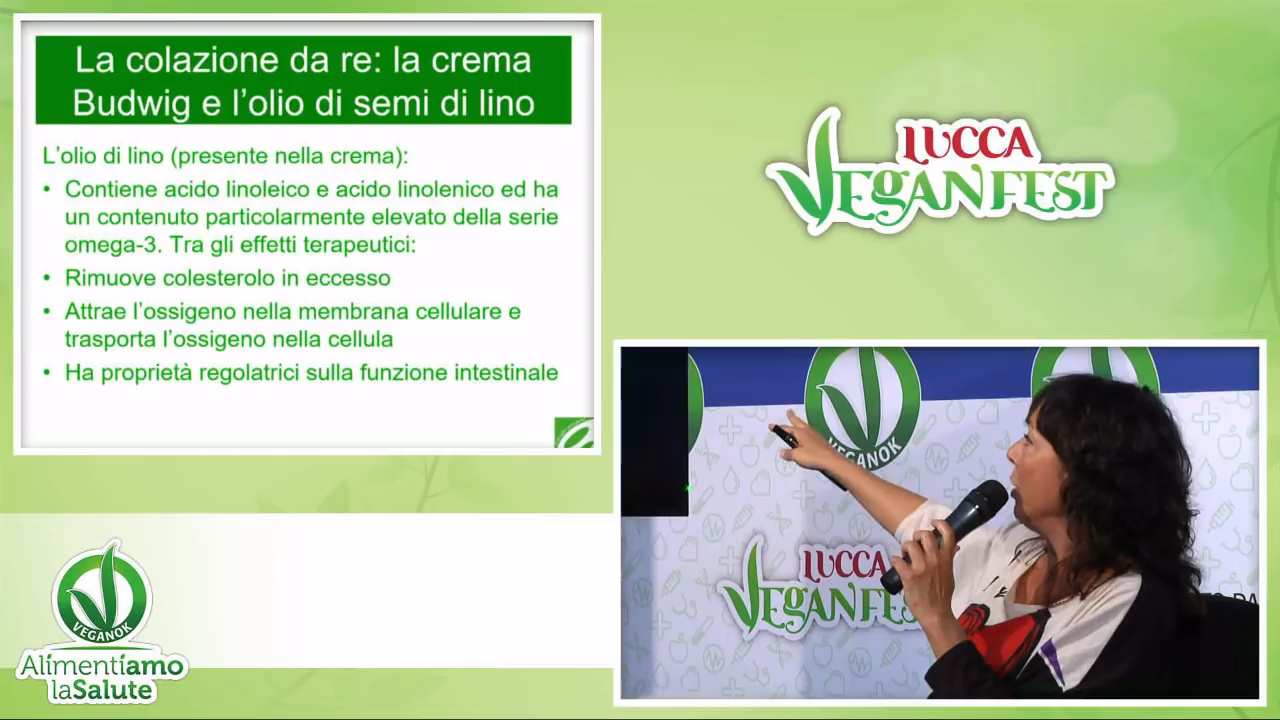 La colazione da re: la crema
Budwig e l'olio di semi di lino
L'olio di lino (presente nella crema):
• Contiene acido linoleico e acido linolenico ed ha
un contenuto particolarmente elevato della serie
omega-3. Tra gli effetti terapeutici:
• Rimuove colesterolo in eccesso
• Attrae l'ossigeno nella membrana cellulare e
trasporta l'ossigeno nella cellula
• Ha proprietà regolatrici sulla funzione intestinale
LUCCA
VEGANFEST
VEGANOK
LUCCA
VEGANFES
VEGANOK
Alimentiamo
laSalute